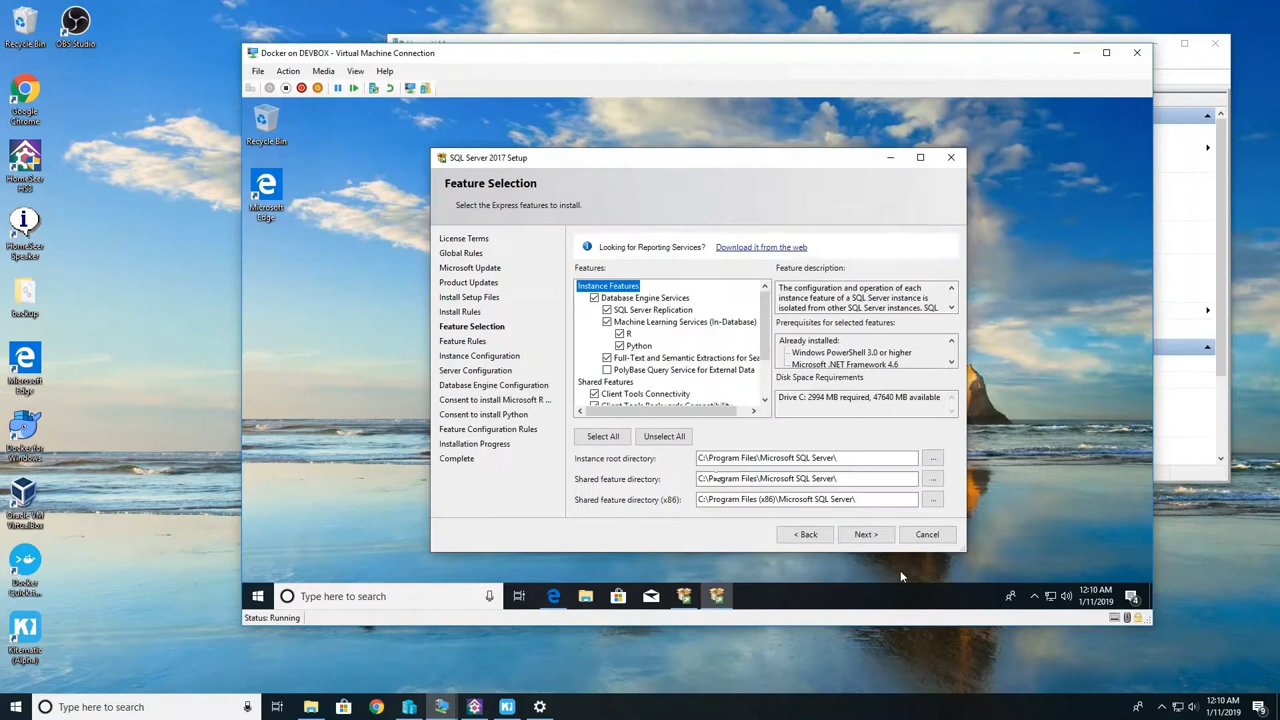 Recycle Bin
OBS Studio
Google
Chrome
HomeSeer
HS3
HomeSeer
Speaker
backup
Microsoft
Edge
Docker for
Windows
Oracle VM
VirtualBox
Docker
Quickst...
Kitematic
(Alpha)
Docker on DEVBOX - Virtual Machine Connection
File Action Media View Help
Recycle Bin
Microsoft
Edge
SQL Server 2017 Setup
Feature Selection
Select the Express features to install.
License Terms
Global Rules
Microsoft Update
Product Updates
Install Setup Files
Install Rules
Feature Selection
Feature Rules
Instance Configuration
Server Configuration
Database Engine Configuration
Consent to install Microsoft R ...
Consent to install Python
Feature Configuration Rules
Installation Progress
Complete
Looking for Reporting Services? Download it from the web
Features:
Instance Features
Database Engine Services
SQL Server Replication
Machine Learning Services (In-Database)
R
Python
Full-Text and Semantic Extractions for Sea
PolyBase Query Service for External Data
Shared Features
Client Tools Connectivity
Client Tools Backwards Compatibility
Feature description:
The configuration and operation of each
instance feature of a SQL Server instance is
isolated from other SQL Server instances. SQL
Prerequisites for selected features:
Already installed:
Windows PowerShell 3.0 or higher
Microsoft .NET Framework 4.6
Disk Space Requirements
Drive C: 2994 MB required, 47640 MB available
Select All Unselect All
Instance root directory: C:\Program Files\Microsoft SQL Server\ ...
Shared feature directory: C:\Program Files\Microsoft SQL Server\ ...
Shared feature directory (x86): C:\Program Files (x86)\Microsoft SQL Server\ ...
< Back Next > Cancel
Type here to search
12:10 AM
1/11/2019
4
Status: Running
Type here to search
12:10 AM
1/11/2019
9